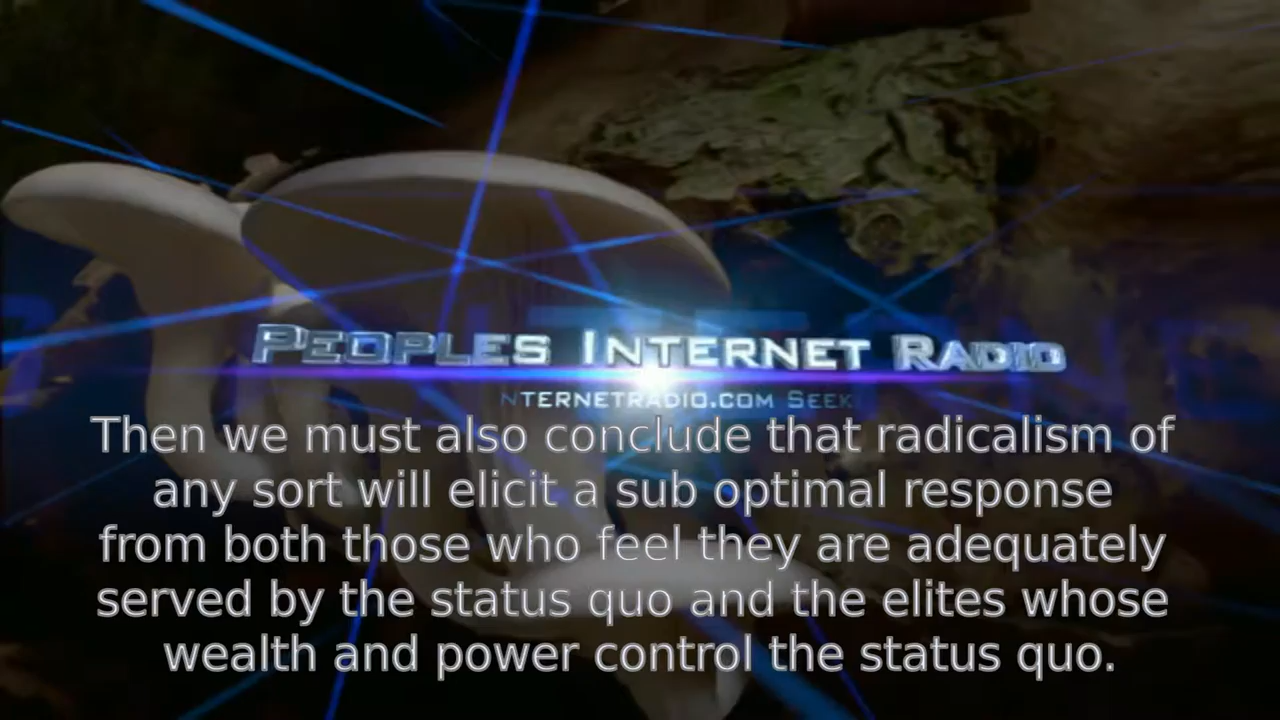 Peoples Internet Radio
nternetradio.com Seek
Then we must also conclude that radicalism of
any sort will elicit a sub optimal response
from both those who feel they are adequately
served by the status quo and the elites whose
wealth and power control the status quo.